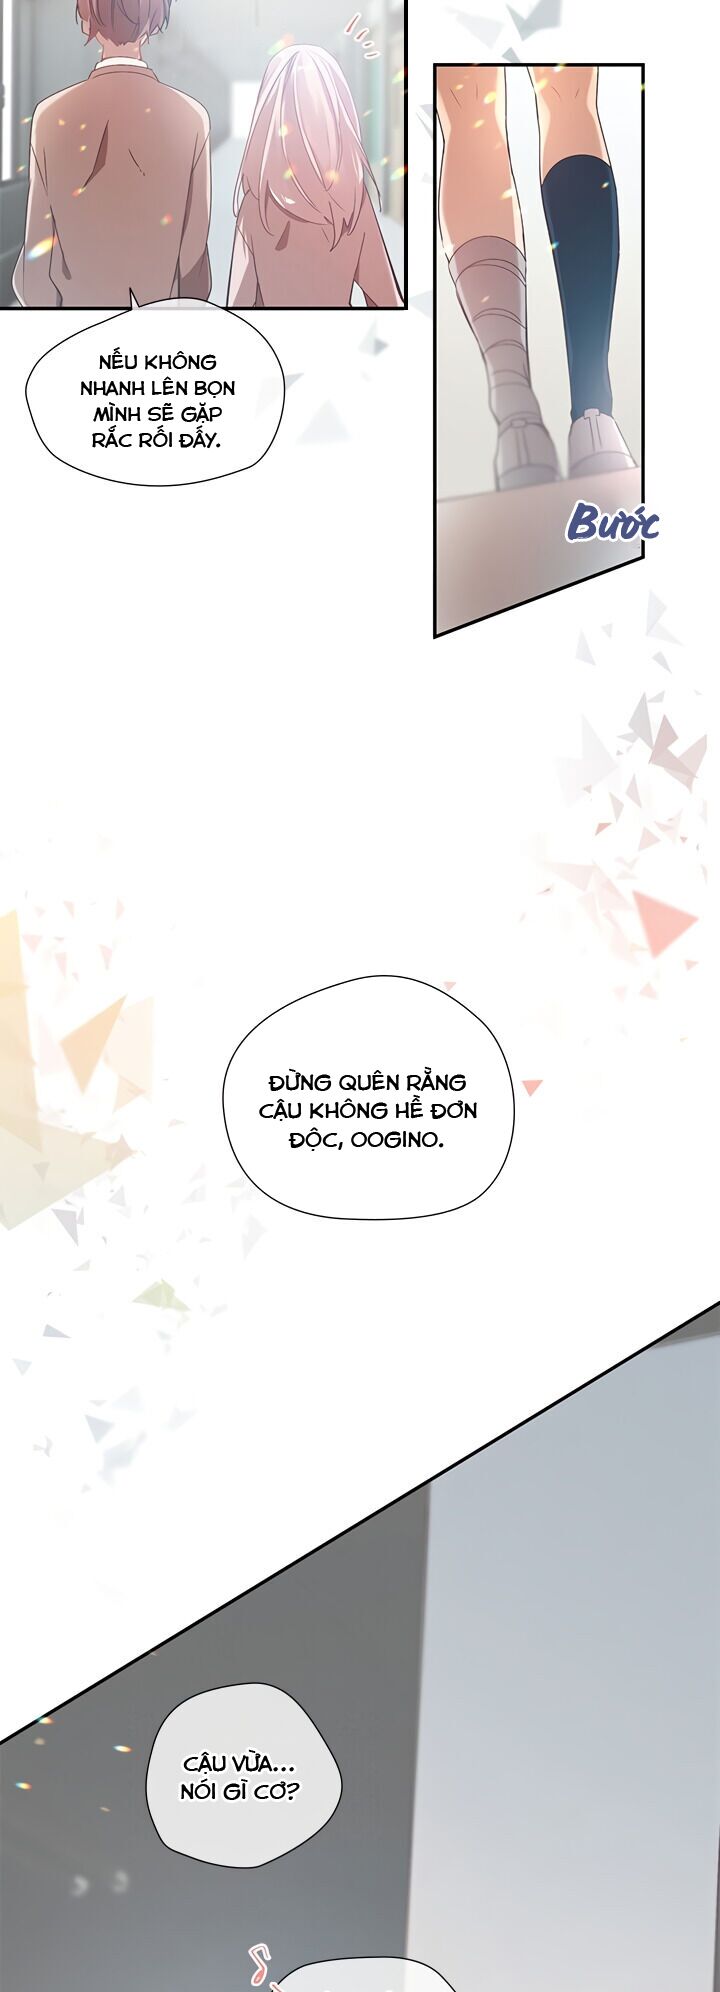 NẾU KHÔNG
NHANH LÊN BỌN
MÌNH SẼ GẶP
RẮC RỐI ĐẤY.
Bước
ĐỪNG QUÊN RẰNG
CẬU KHÔNG HỀ ĐƠN
ĐỘC, OOGINO.
CẬU VỪA...
NÓI GÌ CƠ?